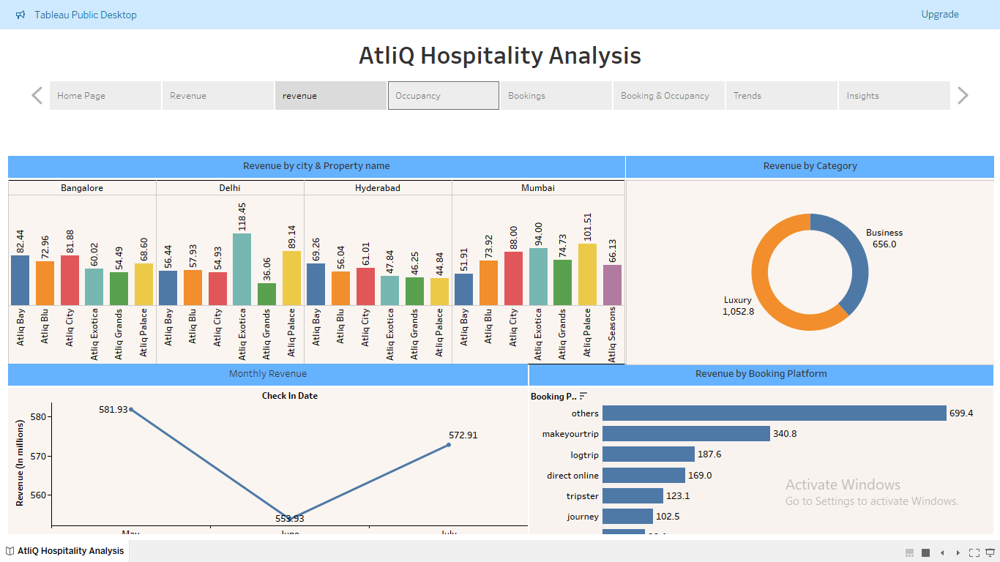 Tableau Public Desktop
Upgrade
AtliQ Hospitality Analysis
Home Page
Revenue
revenue
Occupancy
Bookings
Booking & Occupancy
Trends
Insights
Revenue by city & Property name
Bangalore
Delhi
Hyderabad
Mumbai
82.44
72.96
81.88
60.02
54.49
68.60
56.44
57.93
54.93
118.45
36.06
89.14
69.26
56.04
61.01
47.84
46.25
44.84
51.91
73.92
88.00
94.00
74.73
101.51
66.13
Atliq Bay
Atliq Blu
Atliq City
Atliq Exotica
Atliq Grands
Atliq Palace
Atliq Bay
Atliq Blu
Atliq City
Atliq Exotica
Atliq Grands
Atliq Palace
Atliq Bay
Atliq Blu
Atliq City
Atliq Exotica
Atliq Grands
Atliq Palace
Atliq Bay
Atliq Blu
Atliq City
Atliq Exotica
Atliq Grands
Atliq Palace
Atliq Seasons
Revenue by Category
Business
656.0
Luxury
1,052.8
Monthly Revenue
Check In Date
Revenue (In millions)
580
570
560
581.93
553.93
572.91
May
June
July
Revenue by Booking Platform
Booking P..
others
699.4
makeyourtrip
340.8
logtrip
187.6
direct online
169.0
tripster
123.1
journey
102.5
Activate Windows
Go to Settings to activate Windows.
AtliQ Hospitality Analysis